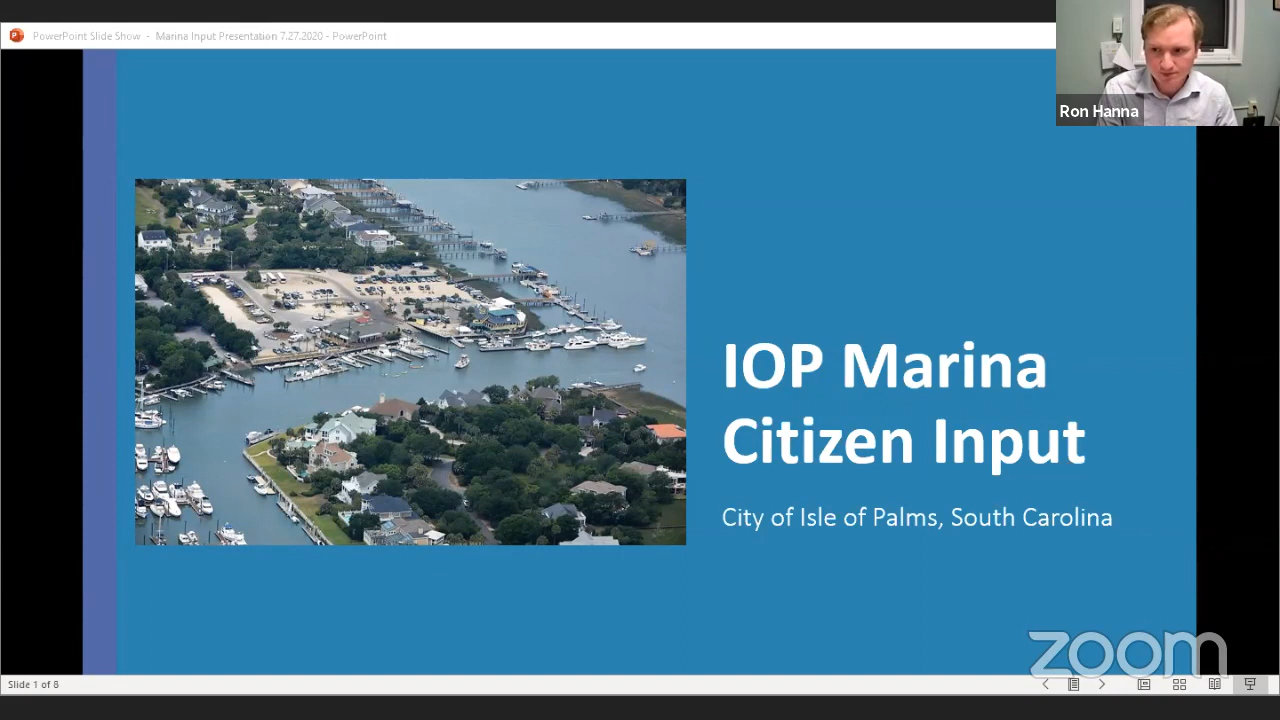 PowerPoint Slide Show - Marina Input Presentation 7.27.2020 - PowerPoint
Ron Hanna
IOP Marina
Citizen Input
City of Isle of Palms, South Carolina
zoom
Slide 1 of 8